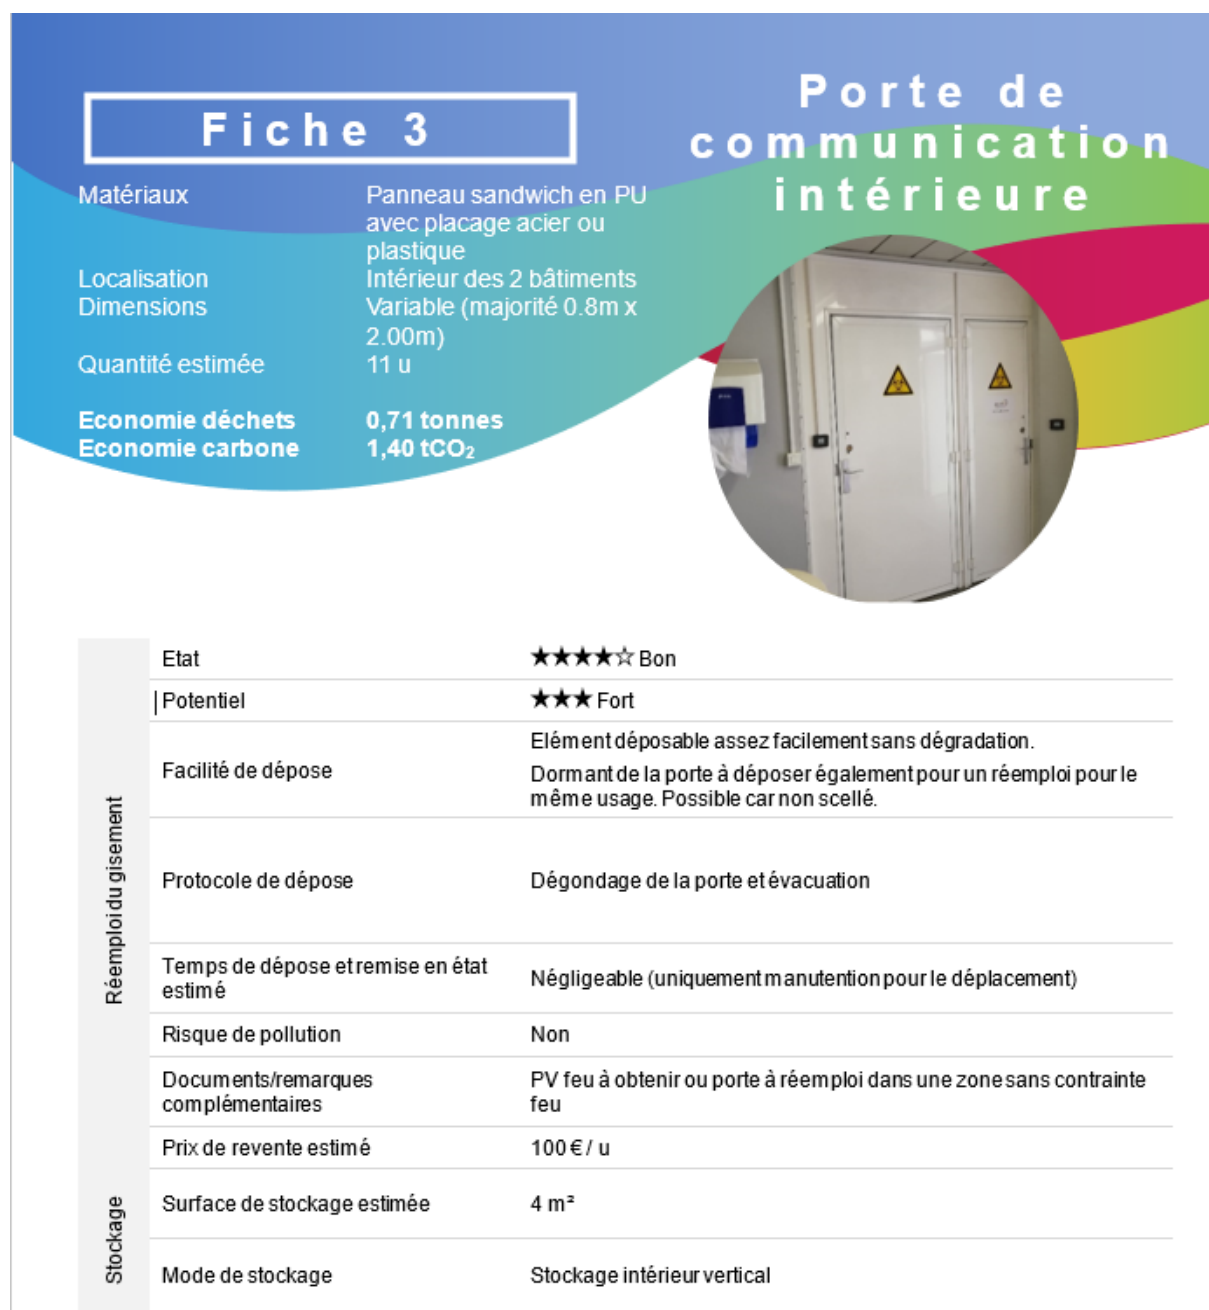 Fiche 3
Porte de
communication
intérieure
Matériaux Panneau sandwich en PU
avec placage acier ou
plastique
Localisation Intérieur des 2 bâtiments
Dimensions Variable (majorité 0.8m x
2.00m)
Quantité estimée 11 u
Economie déchets 0,71 tonnes
Economie carbone 1,40 tCO₂
Réemploi du gisement
Etat ★★★★☆ Bon
Potentiel ★★★ Fort
Facilité de dépose
Elément déposable assez facilement sans dégradation.
Dormant de la porte à déposer également pour un réemploi pour le
même usage. Possible car non scellé.
Protocole de dépose Dégondage de la porte et évacuation
Temps de dépose et remise en état
estimé
Négligeable (uniquement manutention pour le déplacement)
Risque de pollution Non
Documents/remarques
complémentaires
PV feu à obtenir ou porte à réemploi dans une zone sans contrainte
feu
Prix de revente estimé 100 € / u
Stockage
Surface de stockage estimée 4 m²
Mode de stockage Stockage intérieur vertical